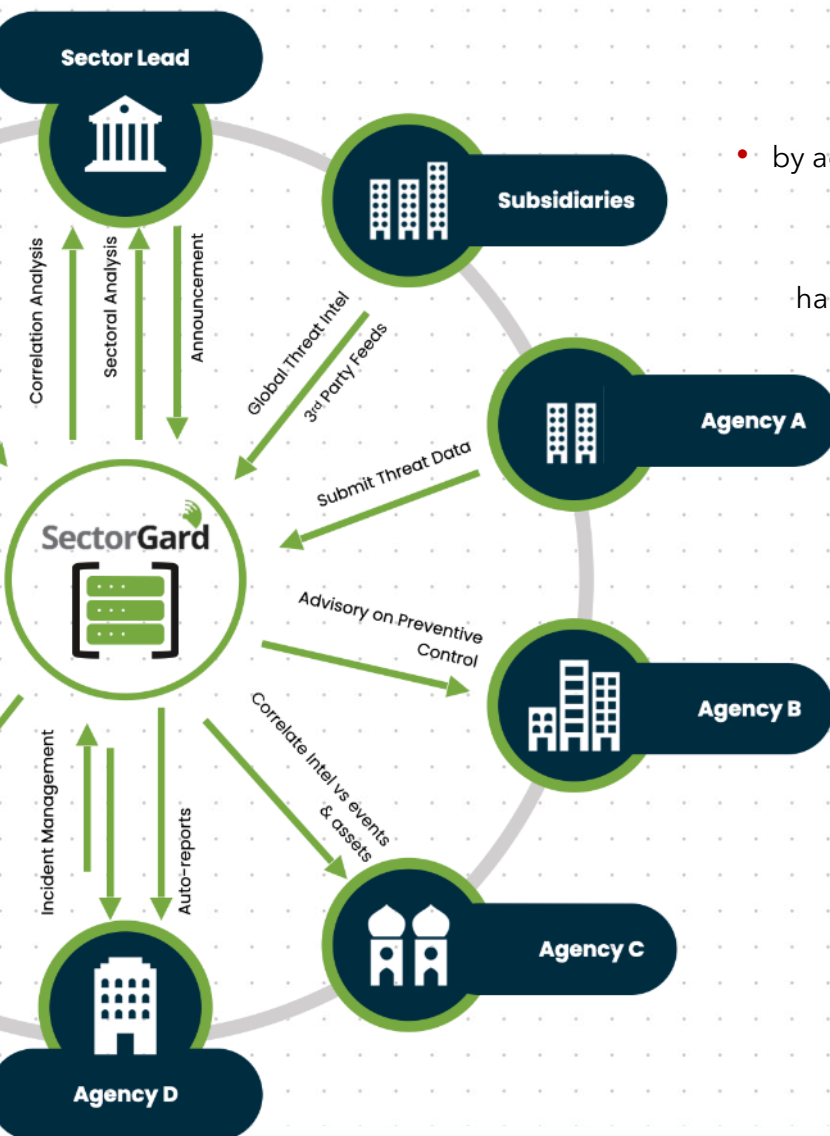 Sector Lead
Subsidiaries
• by a
ha
Correlation Analysis
Sectoral Analysis
Announcement
Global Threat Intel
3rd Party Feeds
Agency A
Submit Threat Data
SectorGard
Advisory on Preventive
Control
Agency B
Correlate Intel vs events
& assets
Incident Management
Auto-reports
Agency C
Agency D